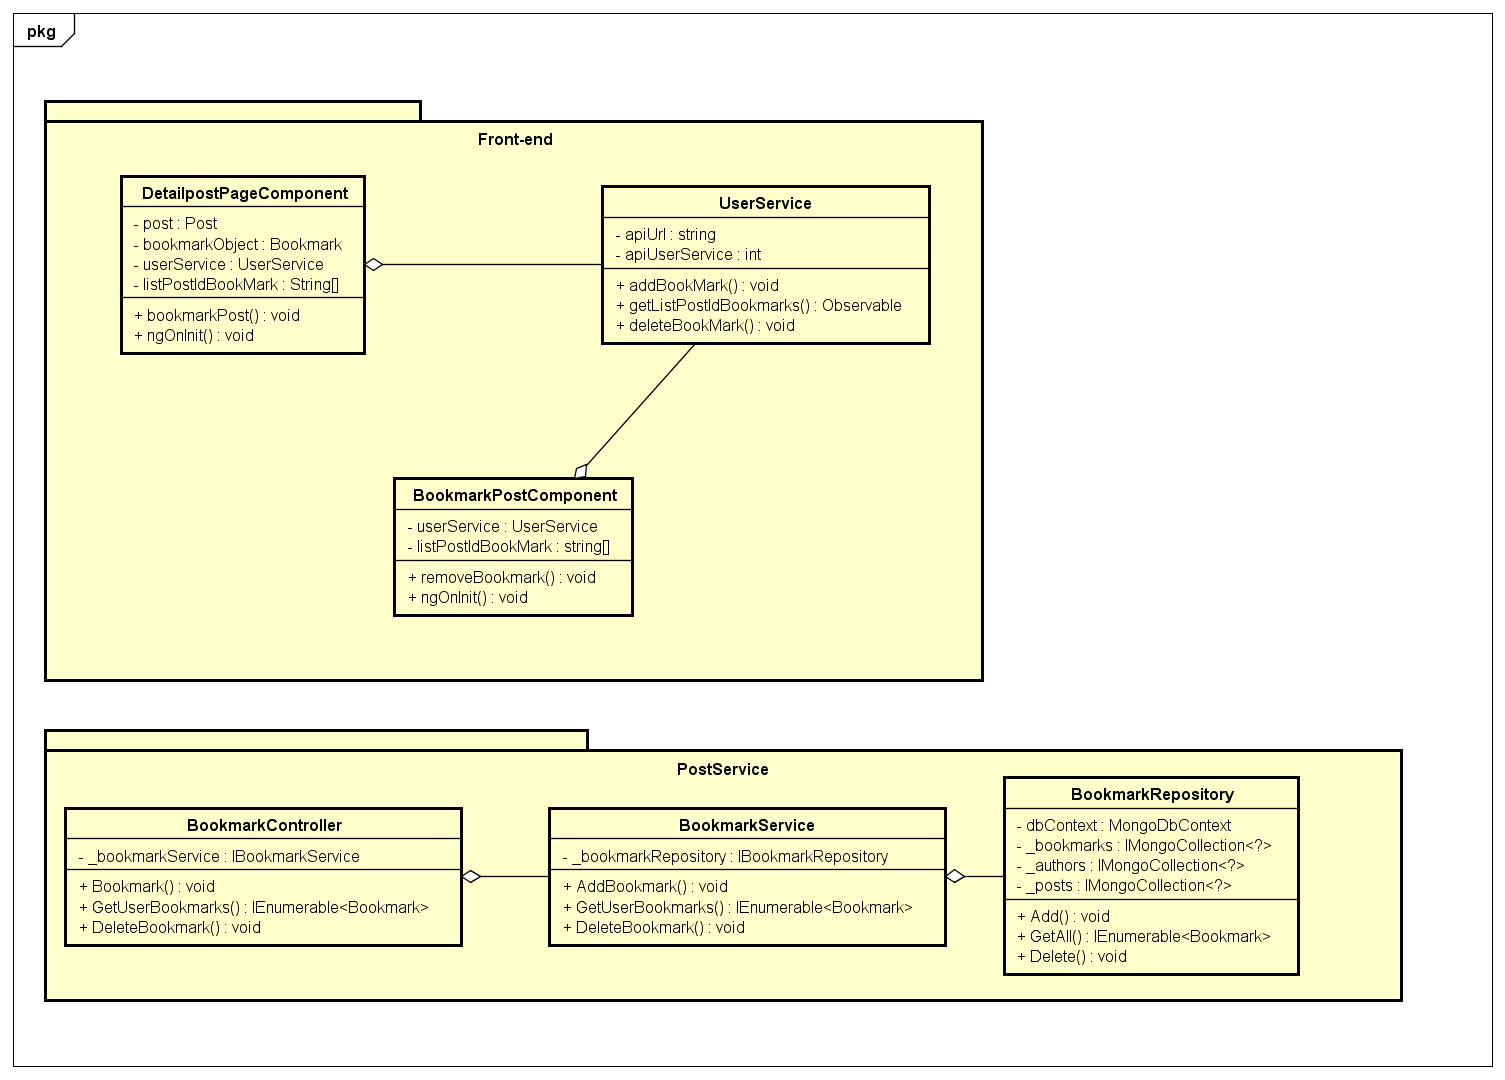 pkg
Front-end
DetailpostPageComponent
- post : Post
- bookmarkObject : Bookmark
- userService : UserService
- listPostIdBookMark : String[]
+ bookmarkPost() : void
+ ngOnInit() : void
UserService
- apiUrl : string
- apiUserService : int
+ addBookMark() : void
+ getListPostIdBookmarks() : Observable
+ deleteBookMark() : void
BookmarkPostComponent
- userService : UserService
- listPostIdBookMark : string[]
+ removeBookmark() : void
+ ngOnInit() : void
PostService
BookmarkController
- _bookmarkService : IBookmarkService
+ Bookmark() : void
+ GetUserBookmarks() : IEnumerable<Bookmark>
+ DeleteBookmark() : void
BookmarkService
- _bookmarkRepository : IBookmarkRepository
+ AddBookmark() : void
+ GetUserBookmarks() : IEnumerable<Bookmark>
+ DeleteBookmark() : void
BookmarkRepository
- dbContext : MongoDbContext
- _bookmarks : IMongoCollection<?>
- _authors : IMongoCollection<?>
- _posts : IMongoCollection<?>
+ Add() : void
+ GetAll() : IEnumerable<Bookmark>
+ Delete() : void